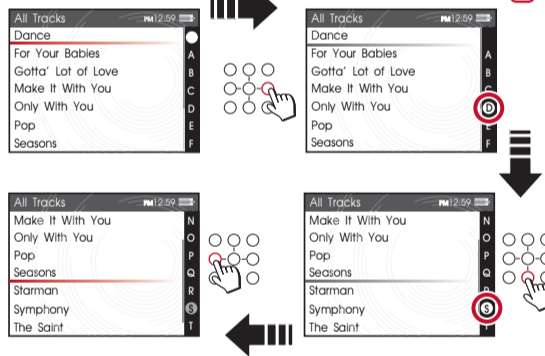 All Tracks PM12:59
Dance
For Your Babies
Gotta' Lot of Love
Make It With You
Only With You
Pop
Seasons
A
B
C
D
E
F
All Tracks PM12:59
Dance
For Your Babies
Gotta' Lot of Love
Make It With You
Only With You
Pop
Seasons
A
B
C
D
E
F
All Tracks PM12:59
Make It With You
Only With You
Pop
Seasons
Starman
Symphony
The Saint
N
O
P
Q
R
S
T
All Tracks PM12:59
Make It With You
Only With You
Pop
Seasons
Starman
Symphony
The Saint
N
O
P
Q
R
S
T